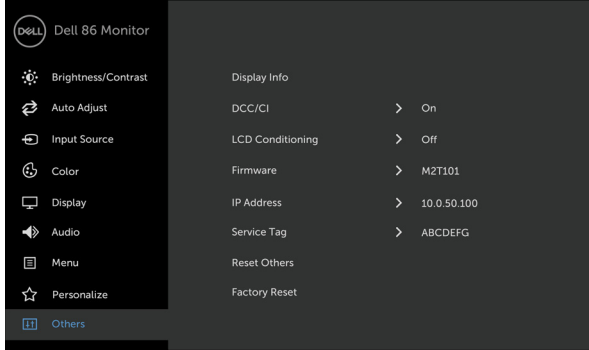 DELL Dell 86 Monitor
Brightness/Contrast
Auto Adjust
Input Source
Color
Display
Audio
Menu
Personalize
Others
Display Info
DCC/CI > On
LCD Conditioning > Off
Firmware > M2T101
IP Address > 10.0.50.100
Service Tag > ABCDEFG
Reset Others
Factory Reset